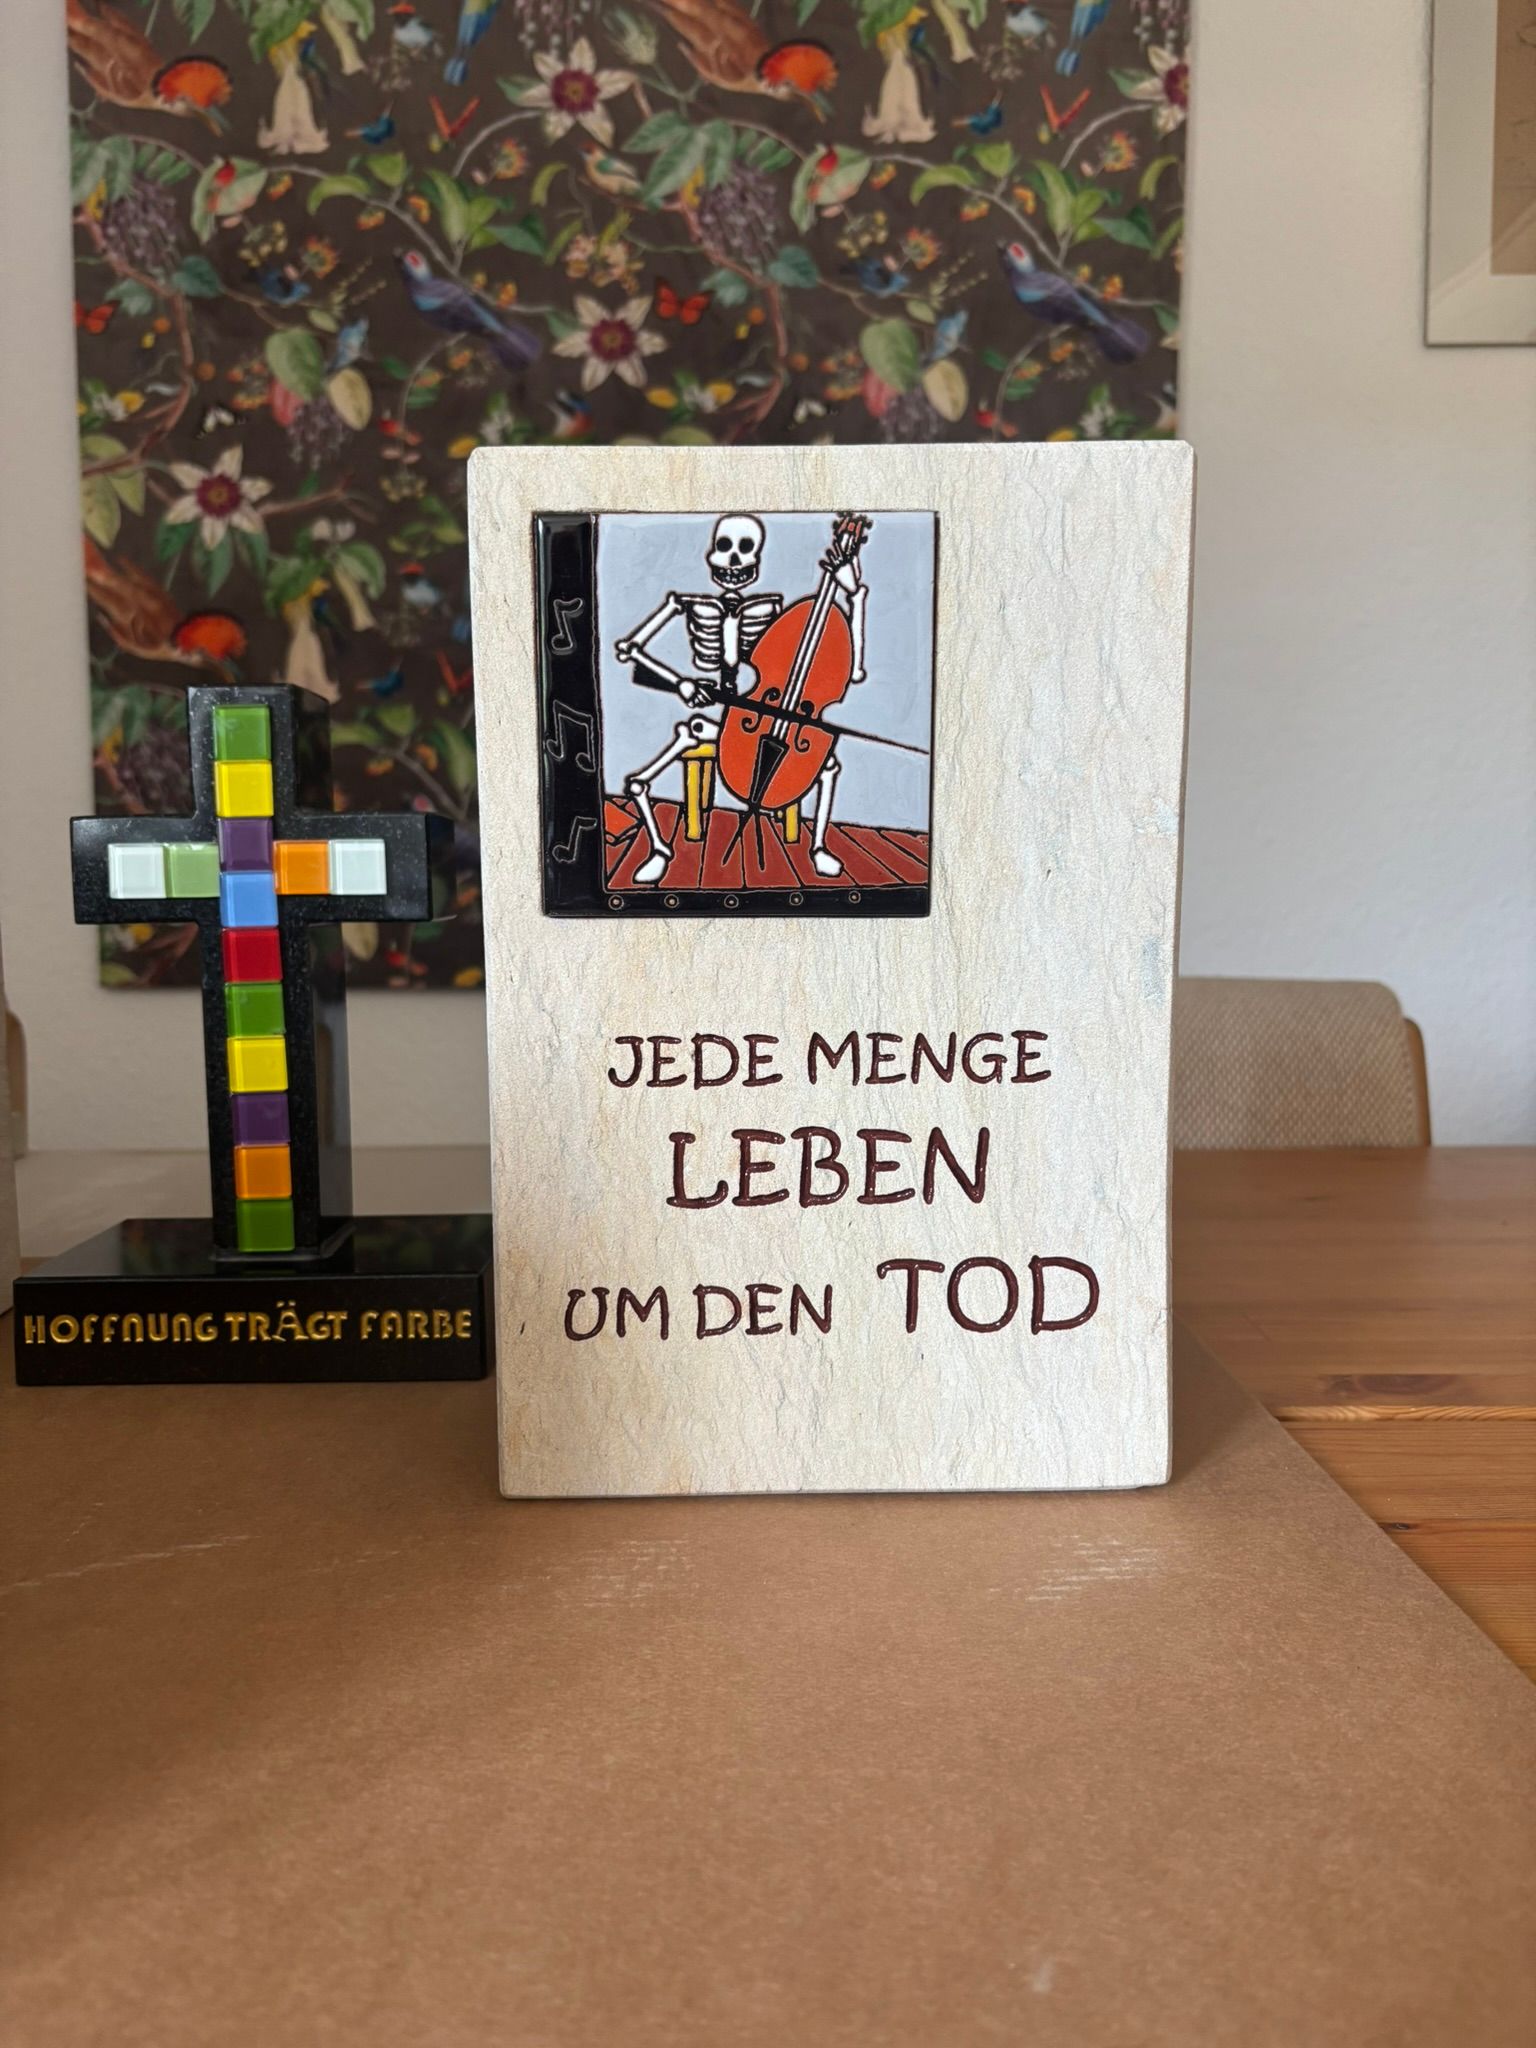 JEDE MENGE
LEBEN
UM DEN TOD
HOFFNUNG TRÄGT FARBE